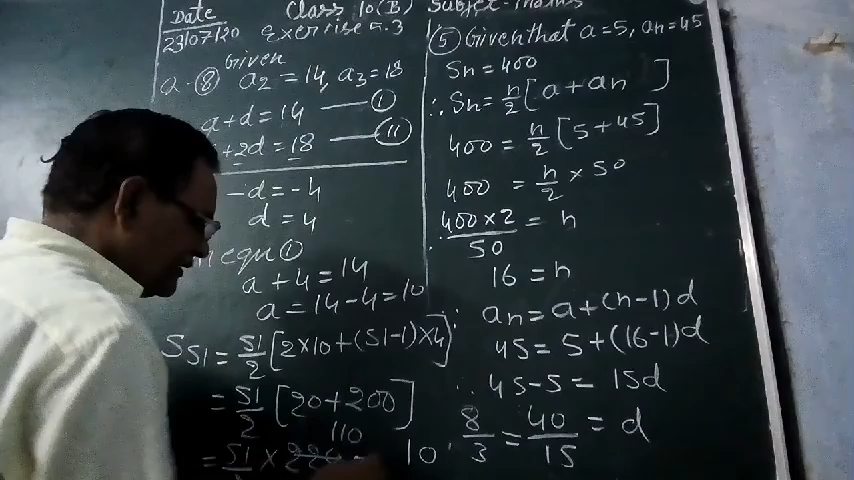 Date Class 10(B) Subject-maths
23/07/20 exercise 5.3
Given
Q. ⑧ a2 = 14, a3 = 18
a+d = 14 — ①
+2d = 18 — ⑪
-d = -4
d = 4
equ ①
a + 4 = 14
a = 14 - 4 = 10
S51 = 51/2 [2×10+(51-1)×4]
= 51/2 [20+200]
110
= 51/ × 220
⑤ Given that a=5, an=45
Sn = 400
∴ Sn = n/2 [a + an]
400 = n/2 [5+45]
400 = n/2 × 50
400×2/50 = n
16 = n
∵ an = a+(n-1)d
45 = 5+(16-1)d
45-5 = 15d
8/3 = 40/15 = d